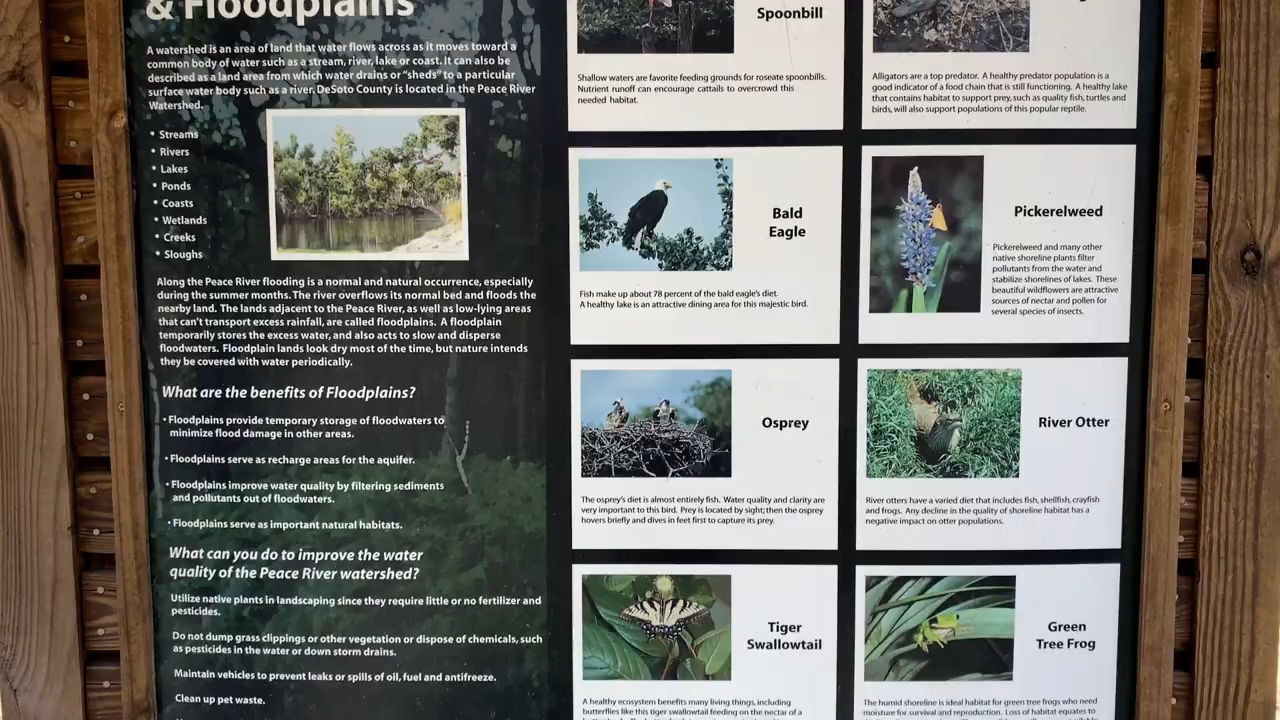 & Floodplains
A watershed is an area of land that water flows across as it moves toward a
common body of water such as a stream, river, lake or coast. It can also be
described as a land area from which water drains or "sheds" to a particular
surface water body such as a river. DeSoto County is located in the Peace River
Watershed.
• Streams
• Rivers
• Lakes
• Ponds
• Coasts
• Wetlands
• Creeks
• Sloughs
Along the Peace River flooding is a normal and natural occurrence, especially
during the summer months. The river overflows its normal bed and floods the
nearby land. The lands adjacent to the Peace River, as well as low-lying areas
that can't transport excess rainfall, are called floodplains. A floodplain
temporarily stores the excess water, and also acts to slow and disperse
floodwaters. Floodplain lands look dry most of the time, but nature intends
they be covered with water periodically.
What are the benefits of Floodplains?
• Floodplains provide temporary storage of floodwaters to
minimize flood damage in other areas.
• Floodplains serve as recharge areas for the aquifer.
• Floodplains improve water quality by filtering sediments
and pollutants out of floodwaters.
• Floodplains serve as important natural habitats.
What can you do to improve the water
quality of the Peace River watershed?
Utilize native plants in landscaping since they require little or no fertilizer and
pesticides.
Do not dump grass clippings or other vegetation or dispose of chemicals, such
as pesticides in the water or down storm drains.
Maintain vehicles to prevent leaks or spills of oil, fuel and antifreeze.
Clean up pet waste.
Spoonbill
Shallow waters are favorite feeding grounds for roseate spoonbills.
Nutrient runoff can encourage cattails to overcrowd this
needed habitat.
Alligators are a top predator. A healthy predator population is a
good indicator of a food chain that is still functioning. A healthy lake
that contains habitat to support prey, such as quality fish, turtles and
birds, will also support populations of this popular reptile.
Bald
Eagle
Fish make up about 78 percent of the bald eagle's diet.
A healthy lake is an attractive dining area for this majestic bird.
Pickerelweed
Pickerelweed and many other
native shoreline plants filter
pollutants from the water and
stabilize shorelines of lakes. These
beautiful wildflowers are attractive
sources of nectar and pollen for
several species of insects.
Osprey
The osprey's diet is almost entirely fish. Water quality and clarity are
very important to this bird. Prey is located by sight; then the osprey
hovers briefly and dives in feet first to capture its prey.
River Otter
River otters have a varied diet that includes fish, shellfish, crayfish
and frogs. Any decline in the quality of shoreline habitat has a
negative impact on otter populations.
Tiger
Swallowtail
A healthy ecosystem benefits many living things, including
butterflies like this tiger swallowtail feeding on the nectar of a
Green
Tree Frog
The humid shoreline is ideal habitat for green tree frogs who need
moisture for survival and reproduction. Loss of habitat equates to